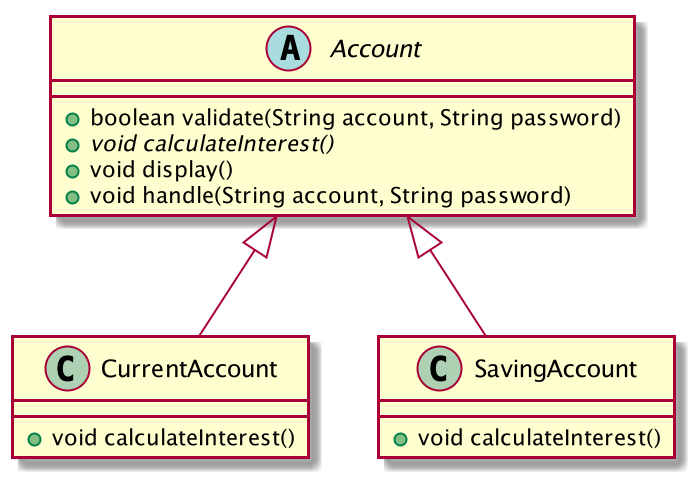 A Account
boolean validate(String account, String password)
void calculateInterest()
void display()
void handle(String account, String password)
C CurrentAccount
void calculateInterest()
C SavingAccount
void calculateInterest()